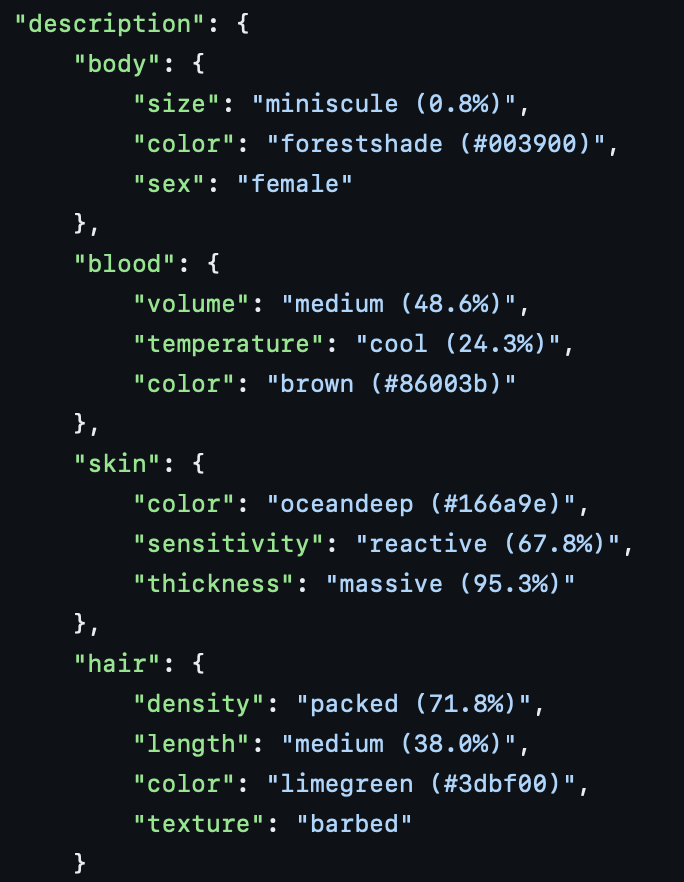 "description": {
"body": {
"size": "miniscule (0.8%)",
"color": "forestshade (#003900)",
"sex": "female"
},
"blood": {
"volume": "medium (48.6%)",
"temperature": "cool (24.3%)",
"color": "brown (#86003b)"
},
"skin": {
"color": "oceandeep (#166a9e)",
"sensitivity": "reactive (67.8%)",
"thickness": "massive (95.3%)"
},
"hair": {
"density": "packed (71.8%)",
"length": "medium (38.0%)",
"color": "limegreen (#3dbf00)",
"texture": "barbed"
}